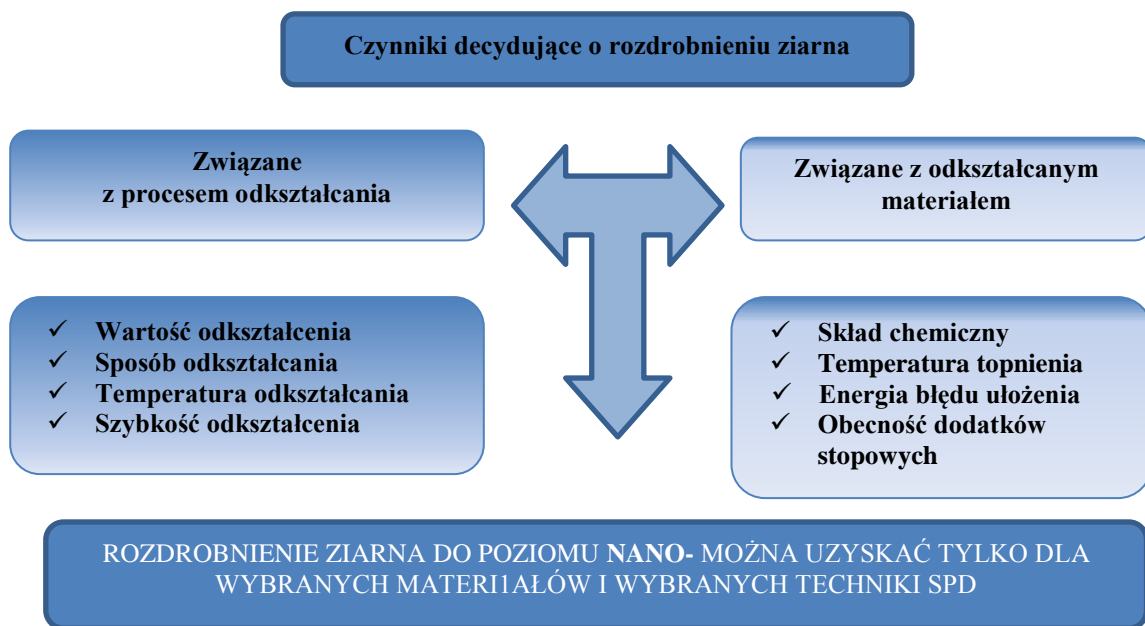 Czynniki decydujące o rozdrobnieniu ziarna
Związane
z procesem odkształcania
Związane z odkształcanym
materiałem
✓ Wartość odkształcenia
✓ Sposób odkształcania
✓ Temperatura odkształcania
✓ Szybkość odkształcenia
✓ Skład chemiczny
✓ Temperatura topnienia
✓ Energia błędu ułożenia
✓ Obecność dodatków
stopowych
ROZDROBNIENIE ZIARNA DO POZIOMU NANO- MOŻNA UZYSKAĆ TYLKO DLA
WYBRANYCH MATERI1AŁÓW I WYBRANYCH TECHNIKI SPD